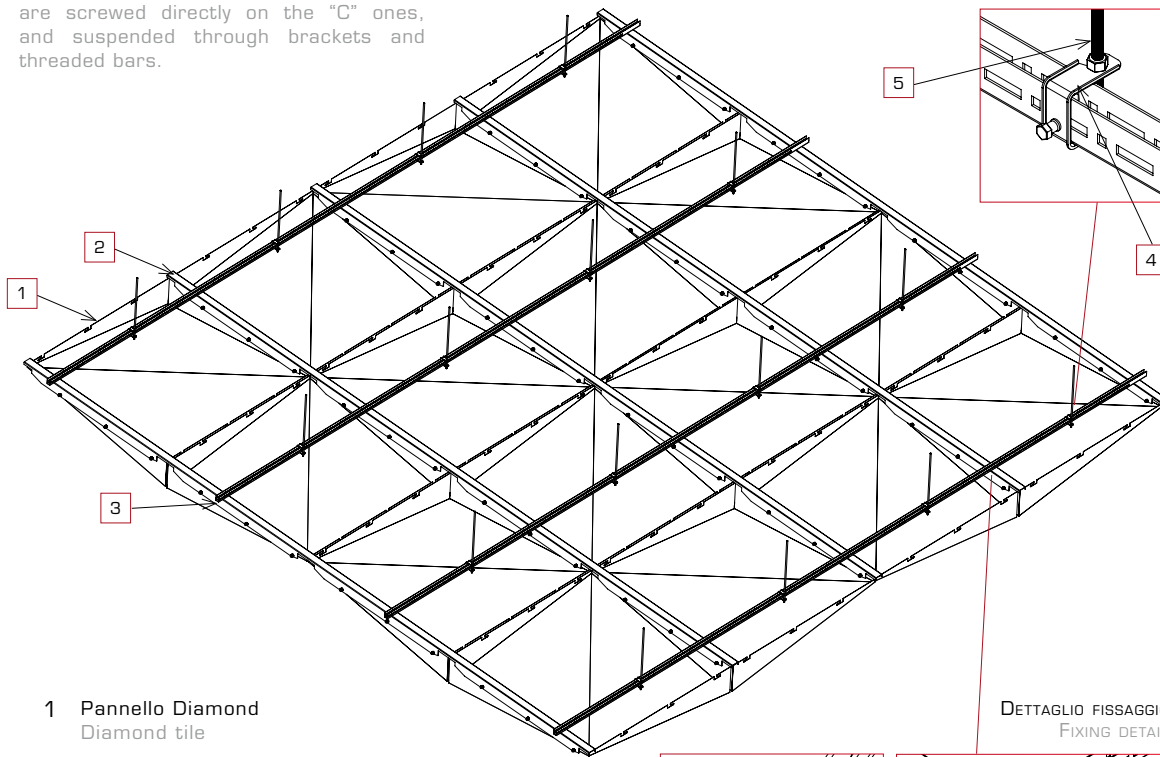 are screwed directly on the “C” ones,
and suspended through brackets and
threaded bars.
5
4
2
1
3
1 Pannello Diamond
Diamond tile
DETTAGLIO FISSAGGI
FIXING DETAI